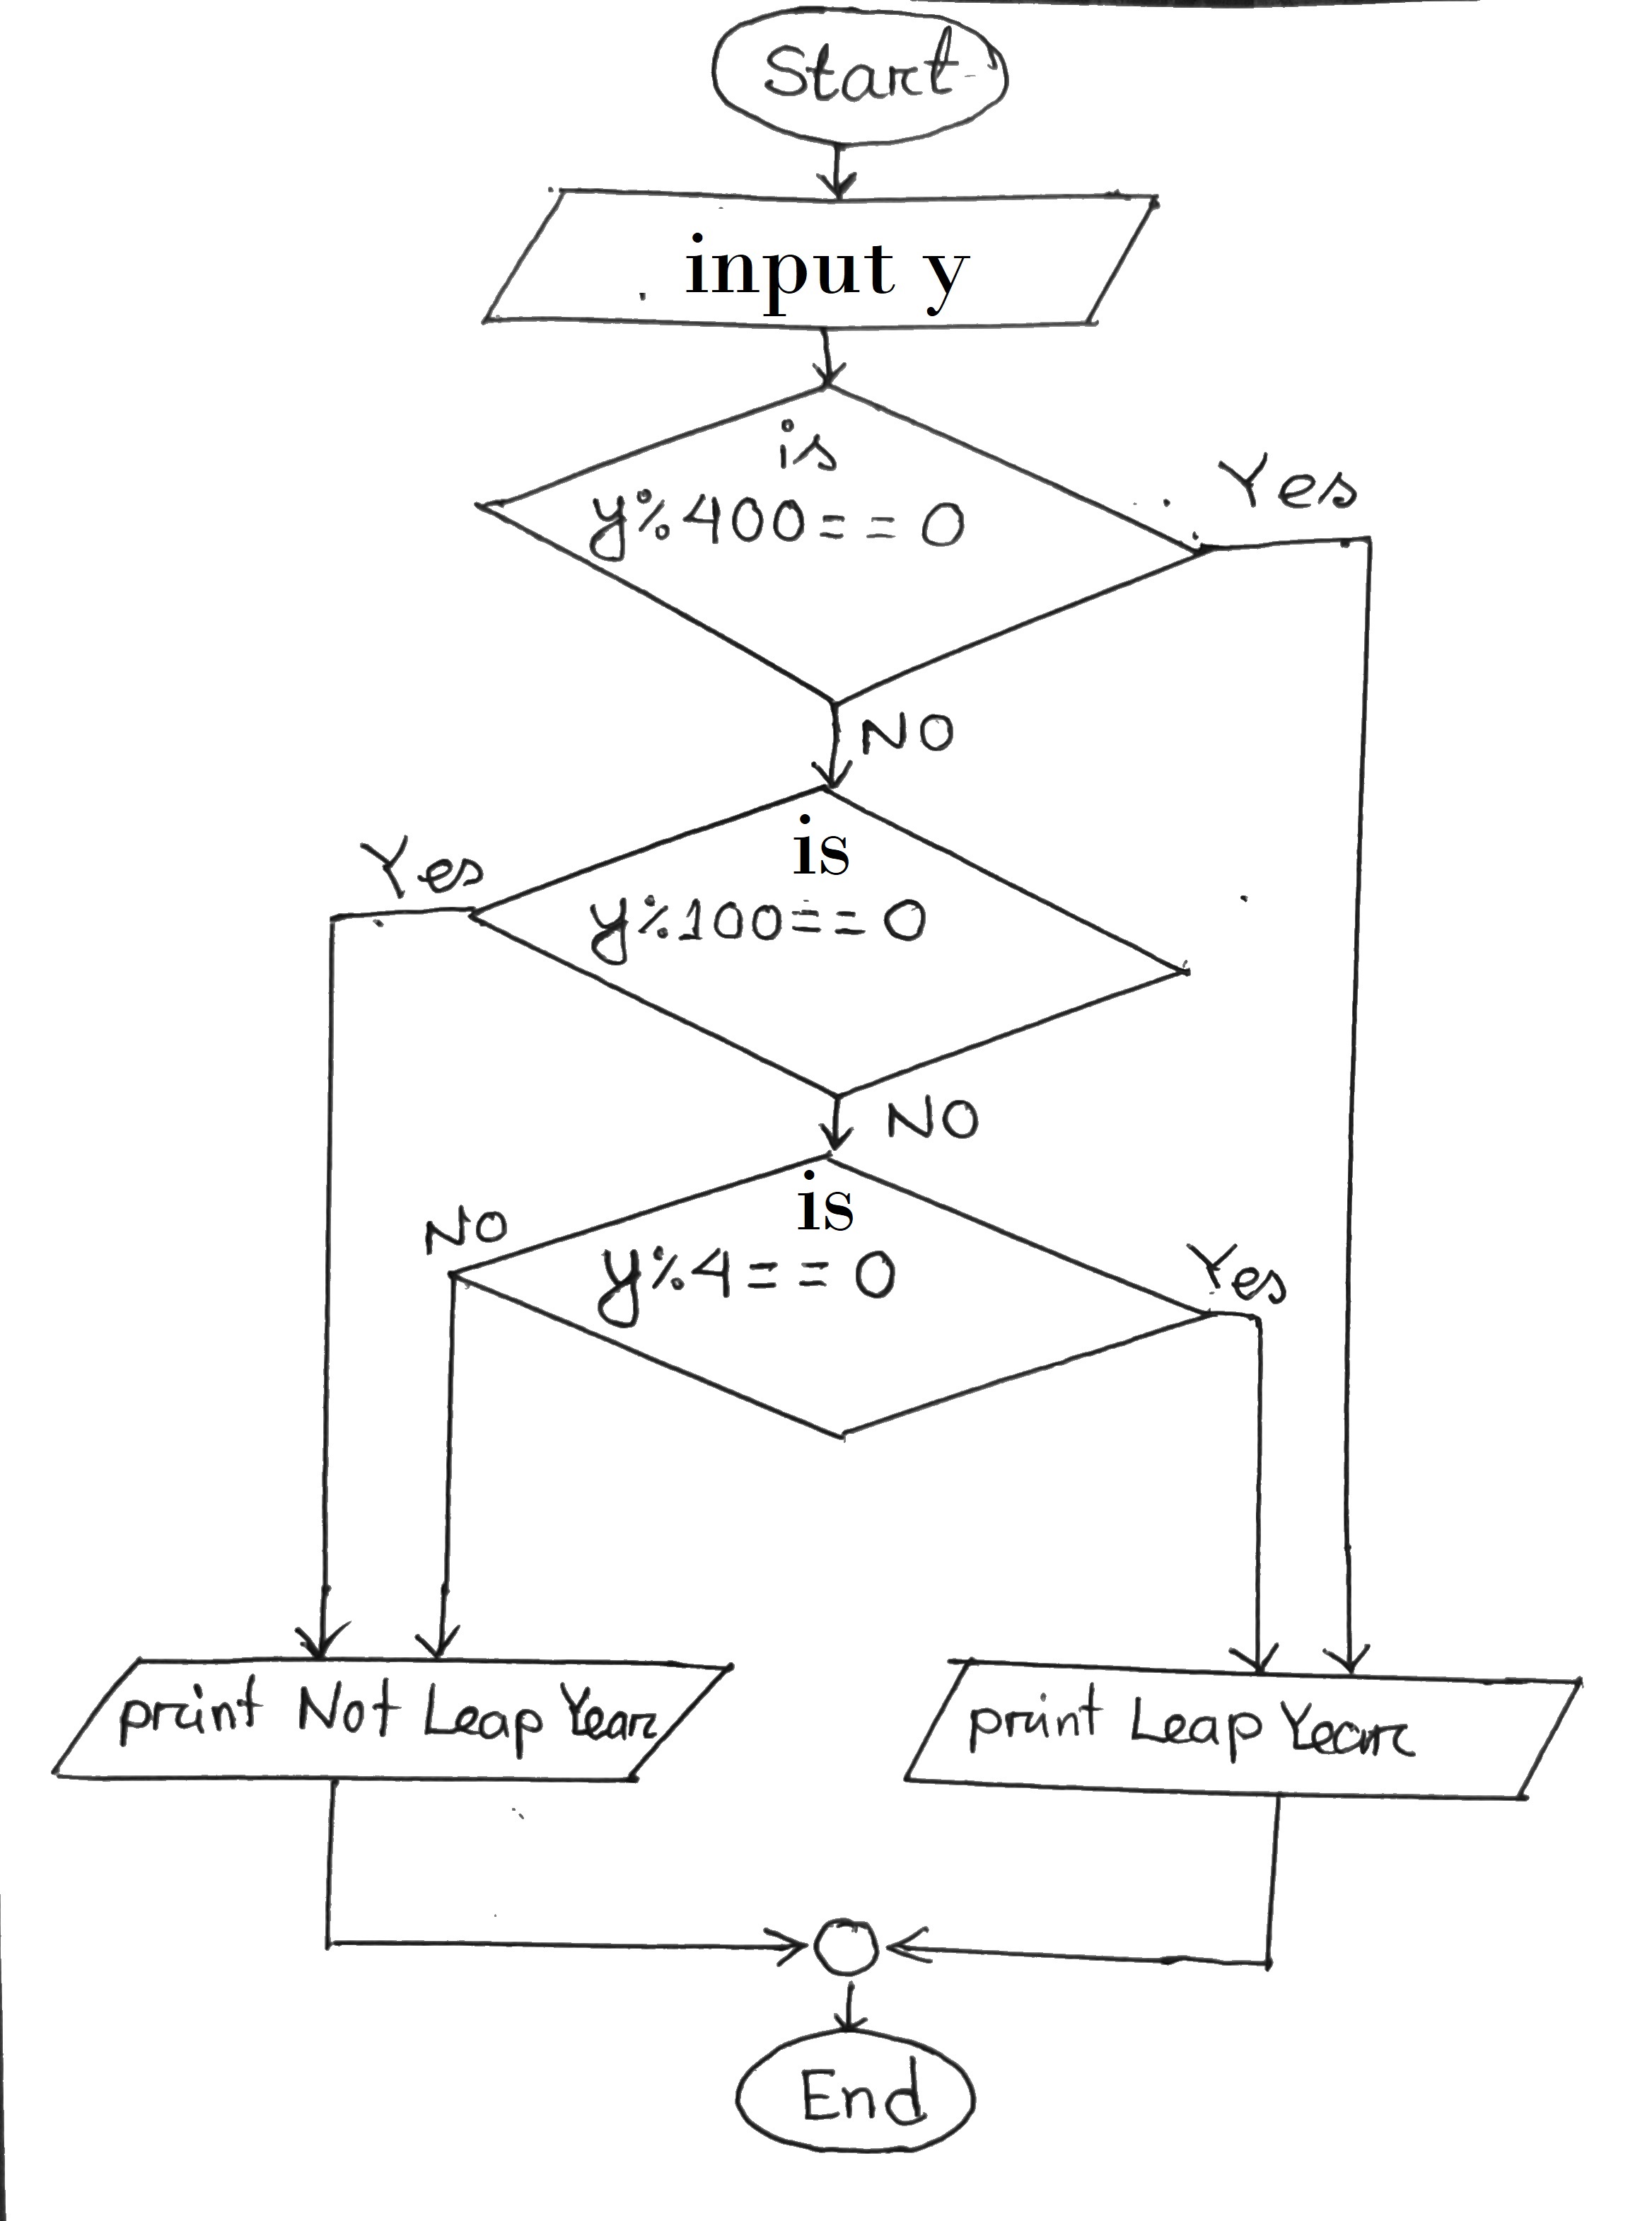 Start
input y
is
y%400==0
Yes
NO
is
y%100==0
Yes
NO
is
y%4==0
NO
Yes
print Not Leap Year
print Leap Year
End